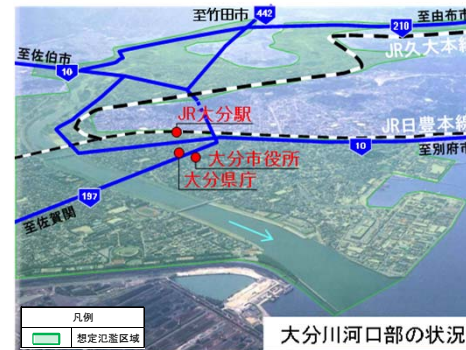 至竹田市
442
210
至由布市
JR久大本線
至佐伯市
10
JR大分駅
JR日豊本線
10
至別府市
大分市役所
大分県庁
197
至佐賀関
凡例
想定氾濫区域
大分川河口部の状況